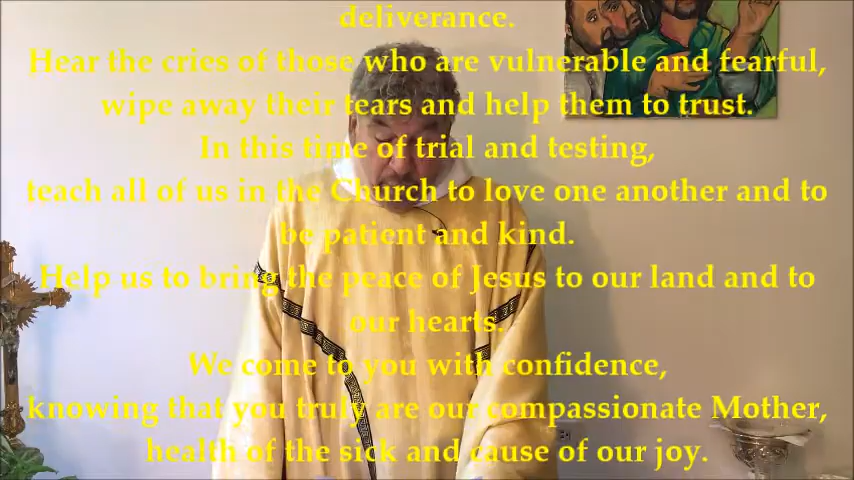 deliverance.
Hear the cries of those who are vulnerable and fearful,
wipe away their tears and help them to trust.
In this time of trial and testing,
teach all of us in the Church to love one another and to
be patient and kind.
Help us to bring the peace of Jesus to our land and to
our hearts.
We come to you with confidence,
knowing that you truly are our compassionate Mother,
health of the sick and cause of our joy.